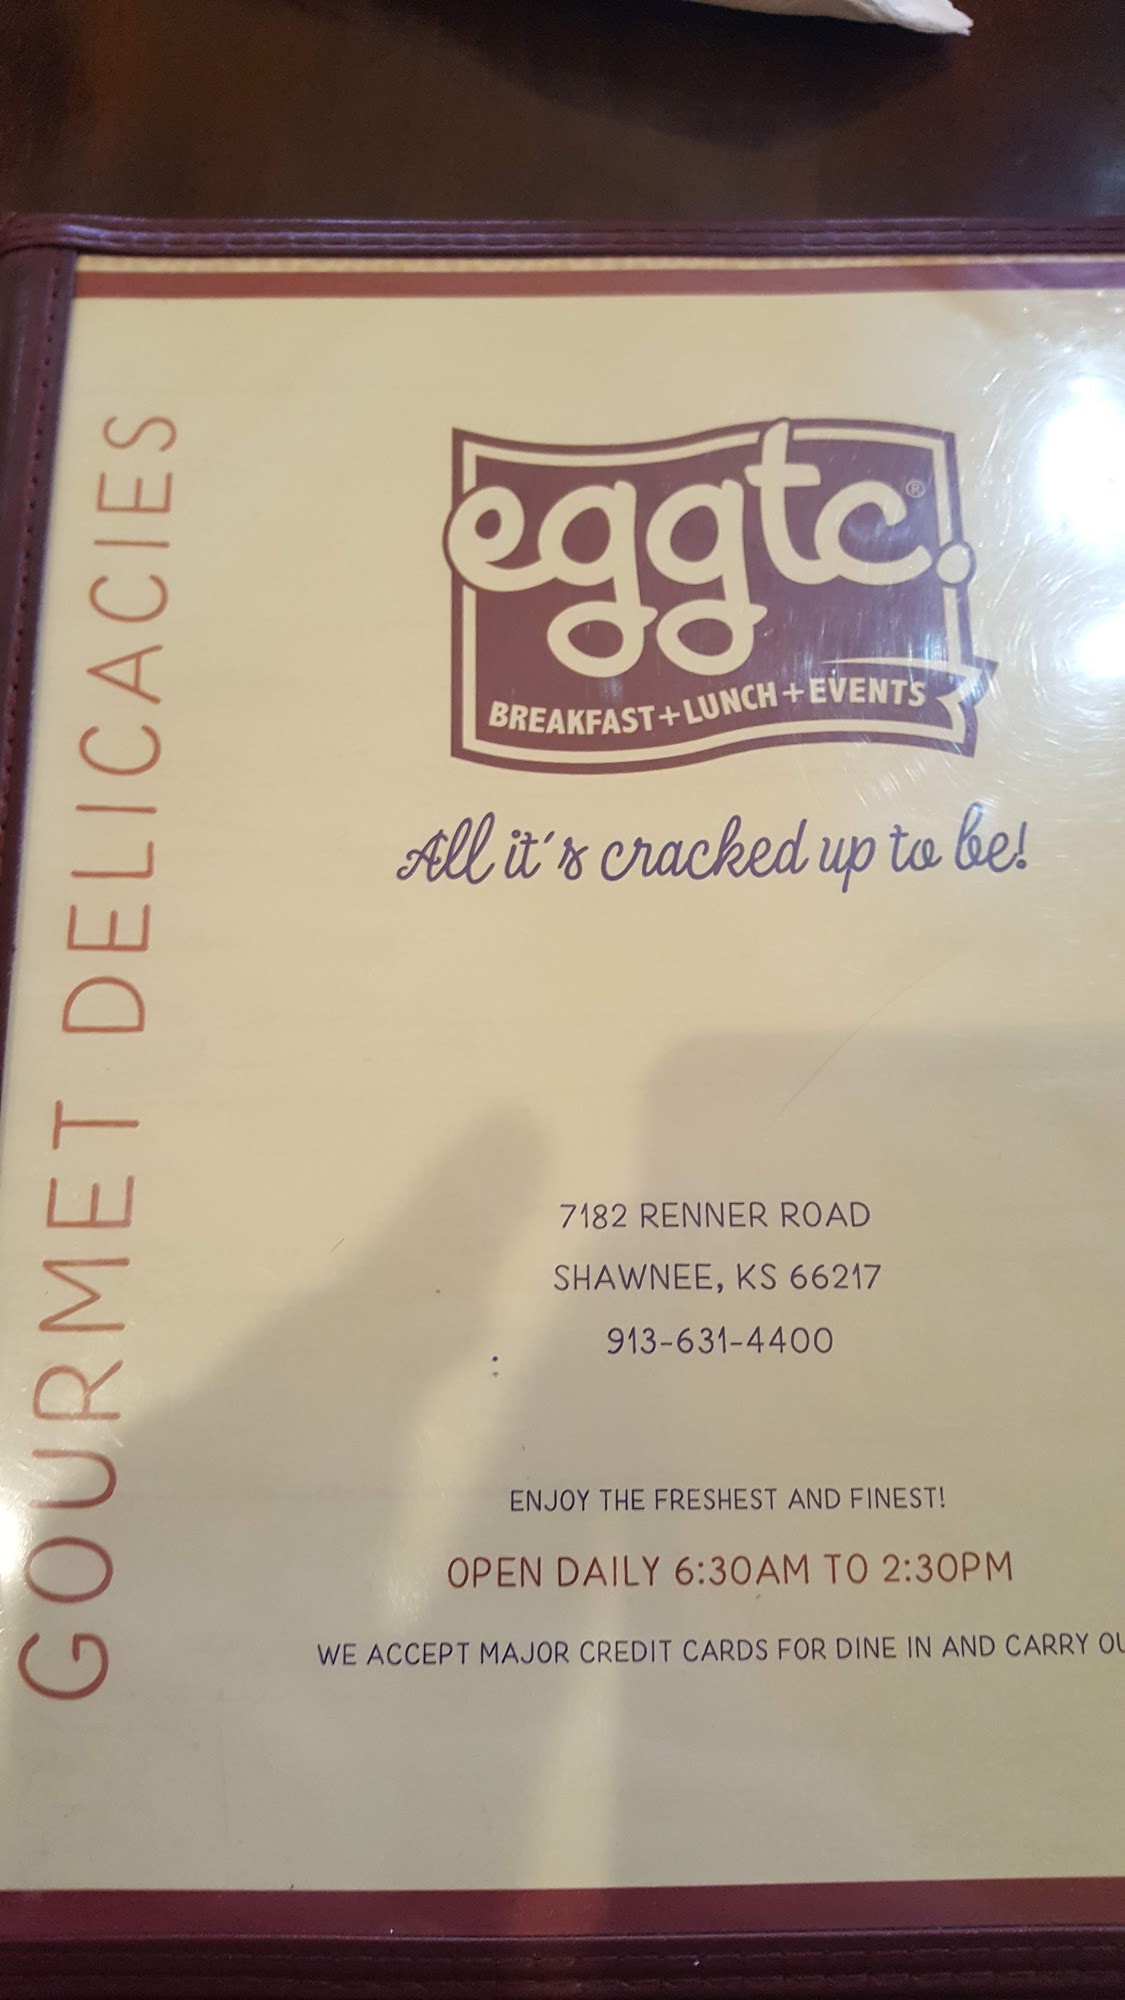 GOURMET DELICACIES
eggtc.®
BREAKFAST+LUNCH+EVENTS
All it's cracked up to be!
7182 RENNER ROAD
SHAWNEE, KS 66217
913-631-4400
ENJOY THE FRESHEST AND FINEST!
OPEN DAILY 6:30AM TO 2:30PM
WE ACCEPT MAJOR CREDIT CARDS FOR DINE IN AND CARRY